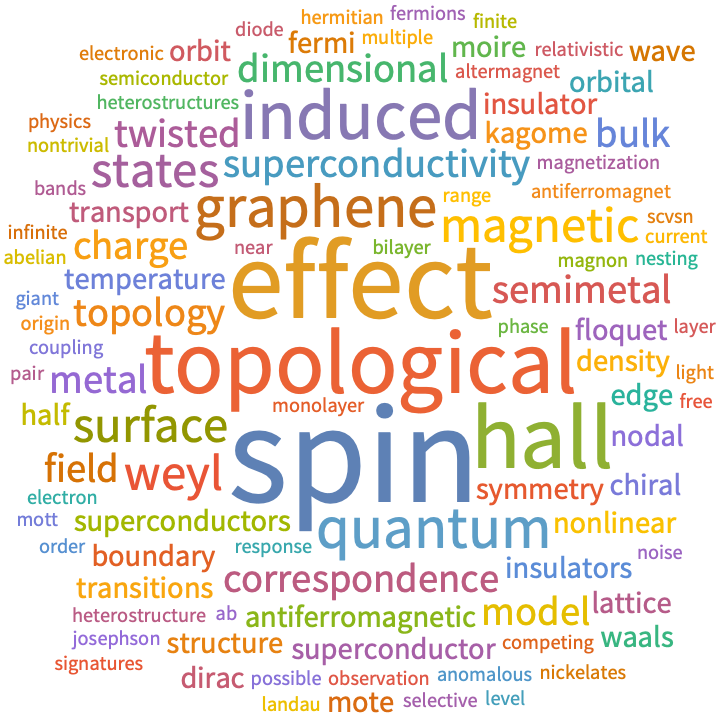 hermitian fermions finite
diode
electronic orbit fermi multiple moire relativistic wave
semiconductor dimensional altermagnet orbital
heterostructures induced insulator
physics twisted kagome bulk
nontrivial
states superconductivity magnetization
bands graphene range antiferromagnet
transport magnetic scvsn
infinite charge near bilayer current
abelian magnon nesting
temperature effect semimetal
giant
origin topology phase floquet layer
coupling topological density light
pair metal edge free
monolayer
half surface spin hall nodal
field weyl symmetry chiral
electron
mott superconductors quantum nonlinear
order boundary response insulators noise
transitions correspondence
heterostructure ab antiferromagnetic model lattice
josephson structure superconductor competing waals
signatures
dirac possible observation anomalous nickelates
landau mote selective level